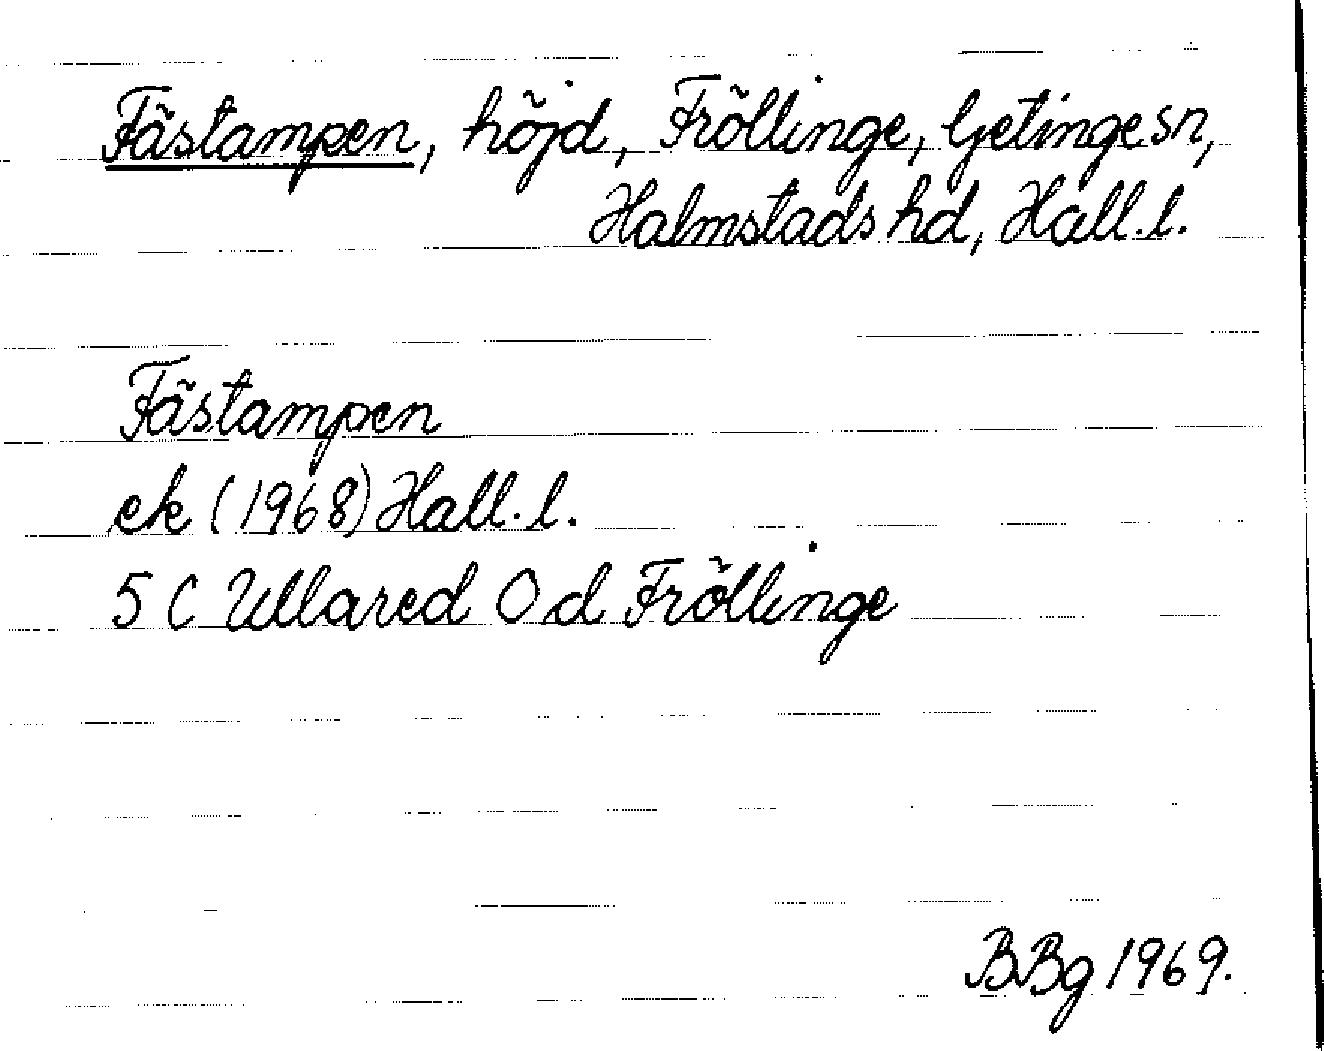 Fästampen, höjd, Fröllinge, Getinge sn,
Halmstads hd, Hall.l.
Fästampen
ek (1968) Hall.l.
5 C Ullared O d Fröllinge
BBg 1969.